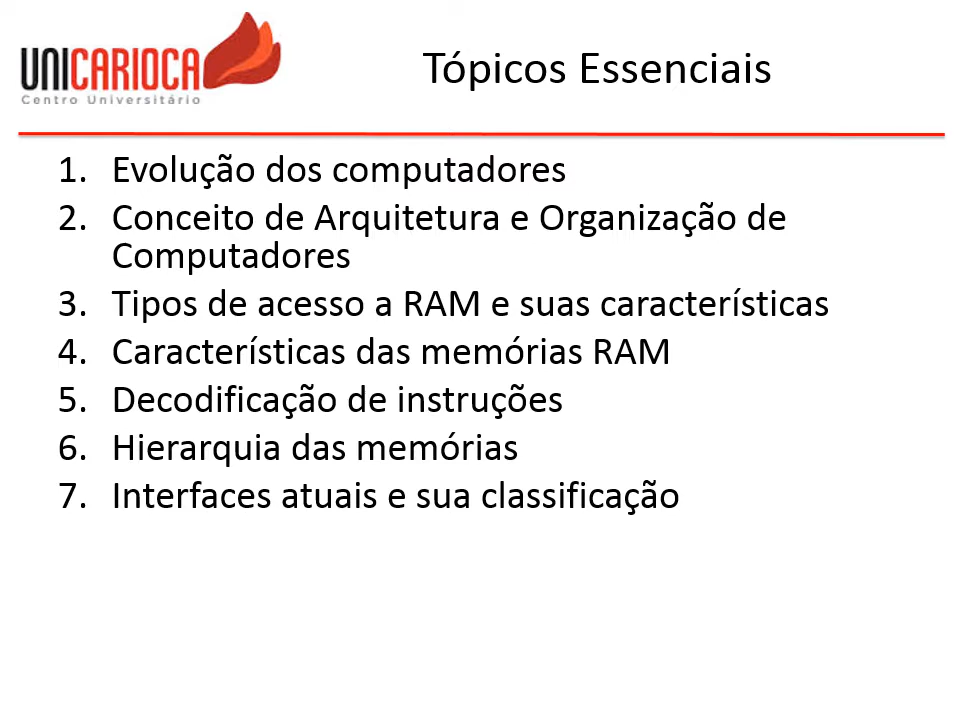 UNICARIOCA
Centro Universitário
Tópicos Essenciais
1. Evolução dos computadores
2. Conceito de Arquitetura e Organização de
Computadores
3. Tipos de acesso a RAM e suas características
4. Características das memórias RAM
5. Decodificação de instruções
6. Hierarquia das memórias
7. Interfaces atuais e sua classificação